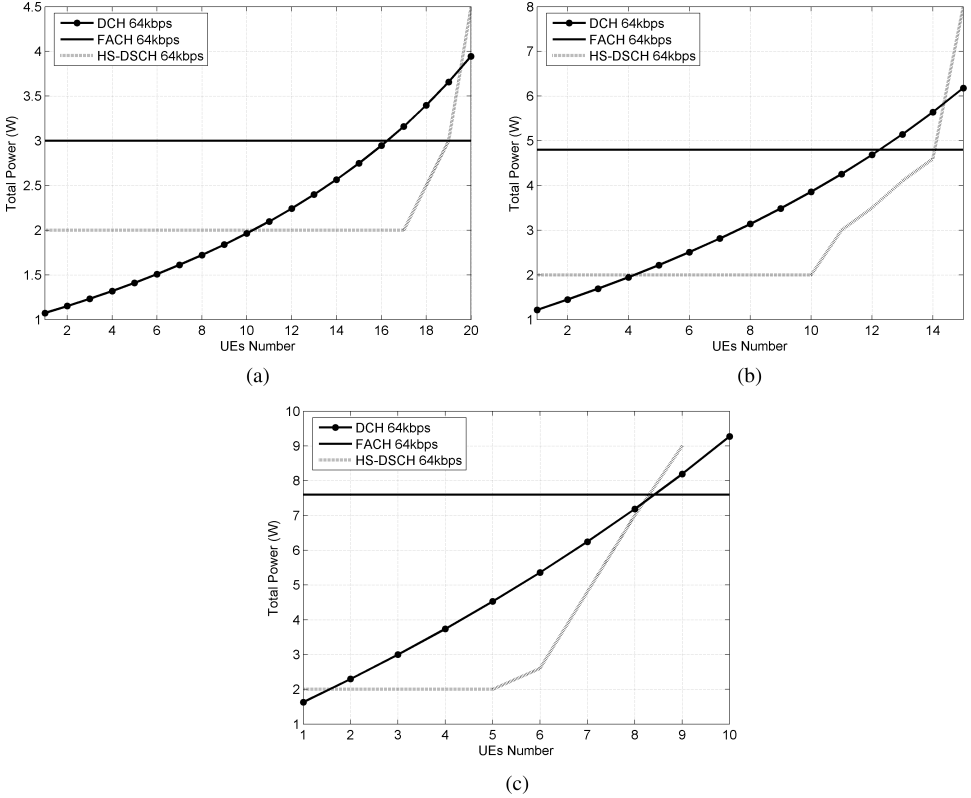 4.5
4
3.5
3
2.5
2
1.5
1
Total Power (W)
DCH 64kbps
FACH 64kbps
HS-DSCH 64kbps
2 4 6 8 10 12 14 16 18 20
UEs Number
(a)
8
7
6
5
4
3
2
1
Total Power (W)
DCH 64kbps
FACH 64kbps
HS-DSCH 64kbps
2 4 6 8 10 12 14
UEs Number
(b)
10
9
8
7
6
5
4
3
2
1
Total Power (W)
DCH 64kbps
FACH 64kbps
HS-DSCH 64kbps
1 2 3 4 5 6 7 8 9 10
UEs Number
(c)